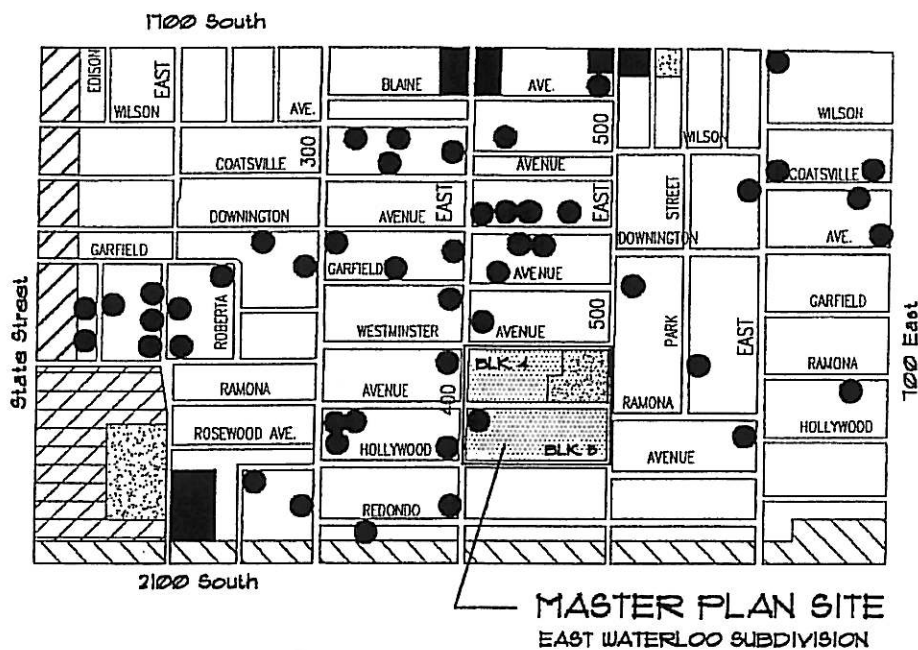 1700 South
EDISON
EAST
WILSON
AVE.
BLAINE
AVE.
WILSON
WILSON
COATSVILLE
300
AVENUE
500
COATSVILLE
DOWNINGTON
AVENUE
EAST
EAST
DOWNINGTON
STREET
AVE.
GARFIELD
GARFIELD
AVENUE
GARFIELD
State Street
ROBERTA
WESTMINSTER
AVENUE
500
PARK
EAST
RAMONA
700 East
RAMONA
AVENUE
400
BLK. 4
RAMONA
ROSEWOOD AVE.
HOLLYWOOD
BLK. 5
AVENUE
HOLLYWOOD
REDONDO
2100 South
MASTER PLAN SITE
EAST WATERLOO SUBDIVISION